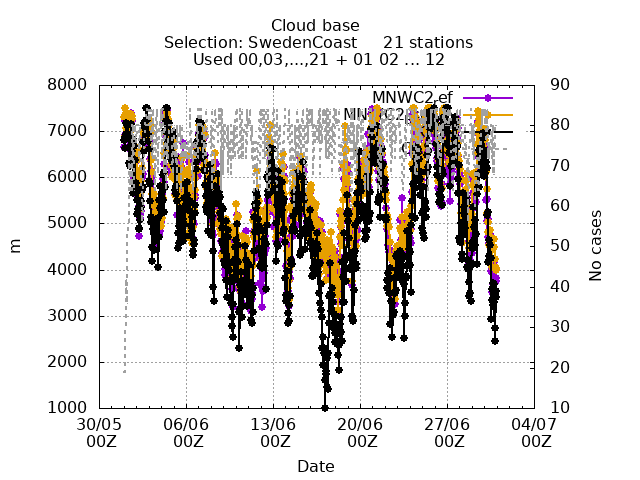 Cloud base
Selection: SwedenCoast 21 stations
Used 00,03,...,21 + 01 02 ... 12
8000 90
MNWC2.ef
7000 80
6000 70
60
5000
m No cases
50
4000
40
3000
30
2000 20
1000 10
30/05 06/06 13/06 20/06 27/06 04/07
00Z 00Z 00Z 00Z 00Z 00Z
Date